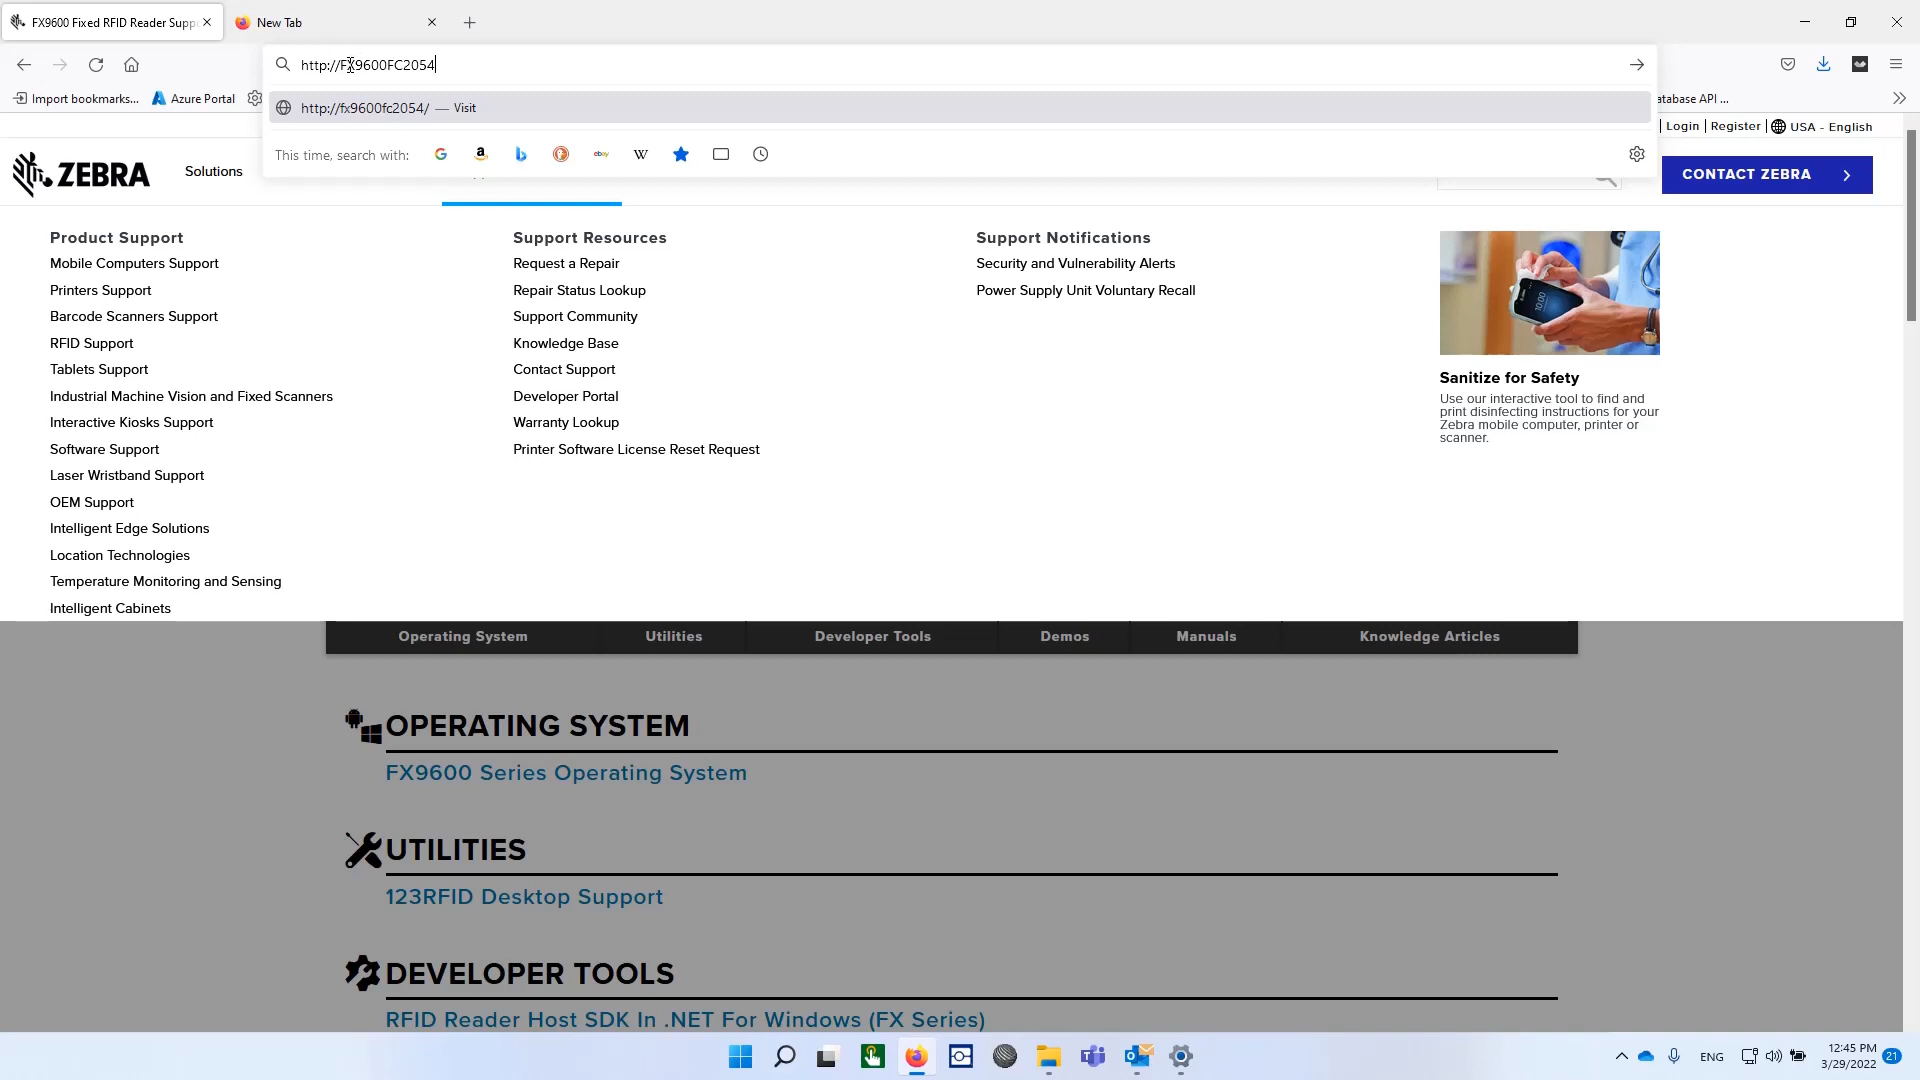 FX9600 Fixed RFID Reader Supp
New Tab
http://FX9600FC2054
Import bookmarks...
Azure Portal
http://fx9600fc2054/ — Visit
atabase API ...
This time, search with:
Login
Register
USA - English
ZEBRA
Solutions
CONTACT ZEBRA
Product Support
Mobile Computers Support
Printers Support
Barcode Scanners Support
RFID Support
Tablets Support
Industrial Machine Vision and Fixed Scanners
Interactive Kiosks Support
Software Support
Laser Wristband Support
OEM Support
Intelligent Edge Solutions
Location Technologies
Temperature Monitoring and Sensing
Intelligent Cabinets
Support Resources
Request a Repair
Repair Status Lookup
Support Community
Knowledge Base
Contact Support
Developer Portal
Warranty Lookup
Printer Software License Reset Request
Support Notifications
Security and Vulnerability Alerts
Power Supply Unit Voluntary Recall
Sanitize for Safety
Use our interactive tool to find and
print disinfecting instructions for your
Zebra mobile computer, printer or
scanner.
Operating System
Utilities
Developer Tools
Demos
Manuals
Knowledge Articles
OPERATING SYSTEM
FX9600 Series Operating System
UTILITIES
123RFID Desktop Support
DEVELOPER TOOLS
RFID Reader Host SDK In .NET For Windows (FX Series)
ENG
12:45 PM
3/29/2022
21